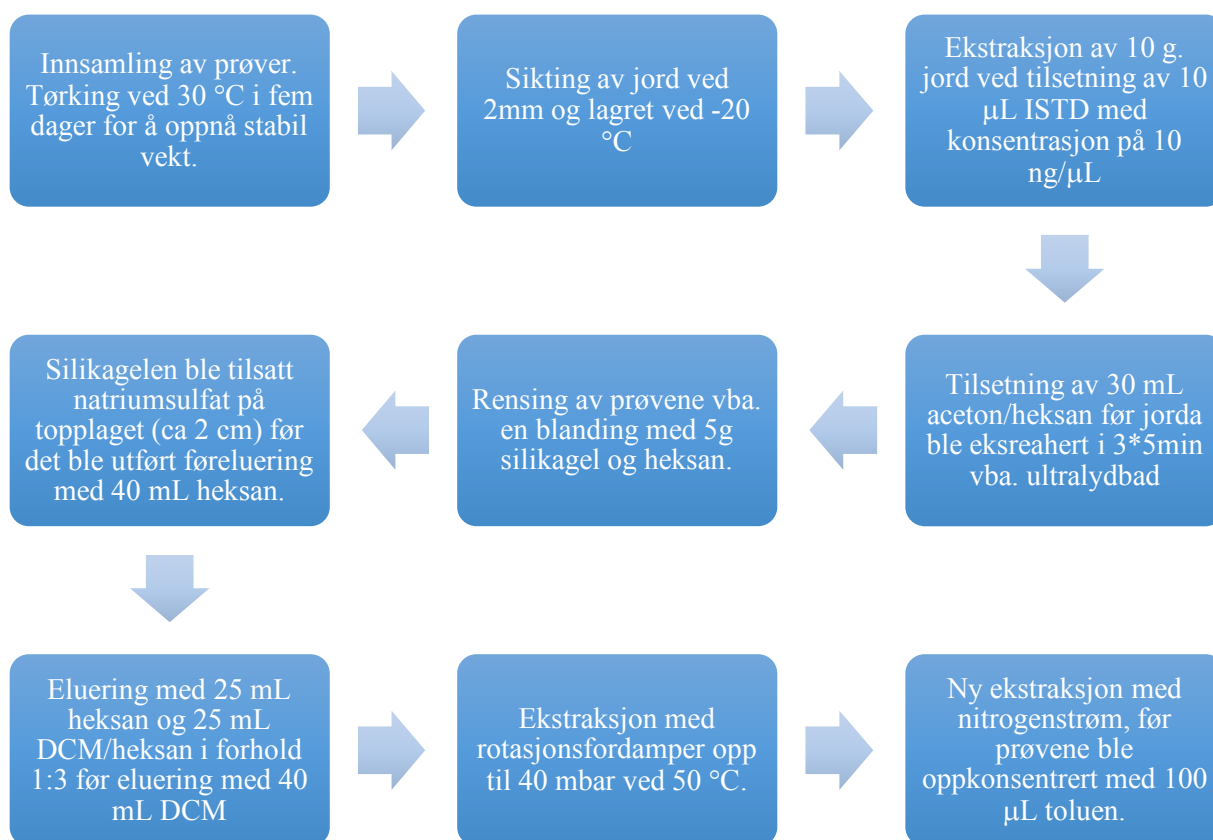 Innsamling av prøver.
Tørking ved 30 °C i fem
dager for å oppnå stabil
vekt.
Sikting av jord ved
2mm og lagret ved -20
°C
Ekstraksjon av 10 g.
jord ved tilsetning av 10
µL ISTD med
konsentrasjon på 10
ng/µL
Tilsetning av 30 mL
aceton/heksan før jorda
ble eksreahert i 3*5min
vba. ultralydbad
Rensing av prøvene vba.
en blanding med 5g
silikagel og heksan.
Silikagelen ble tilsatt
natriumsulfat på
topplaget (ca 2 cm) før
det ble utført føreluering
med 40 mL heksan.
Eluering med 25 mL
heksan og 25 mL
DCM/heksan i forhold
1:3 før eluering med 40
mL DCM
Ekstraksjon med
rotasjonsfordamper opp
til 40 mbar ved 50 °C.
Ny ekstraksjon med
nitrogenstrøm, før
prøvene ble
oppkonsentrert med 100
µL toluen.